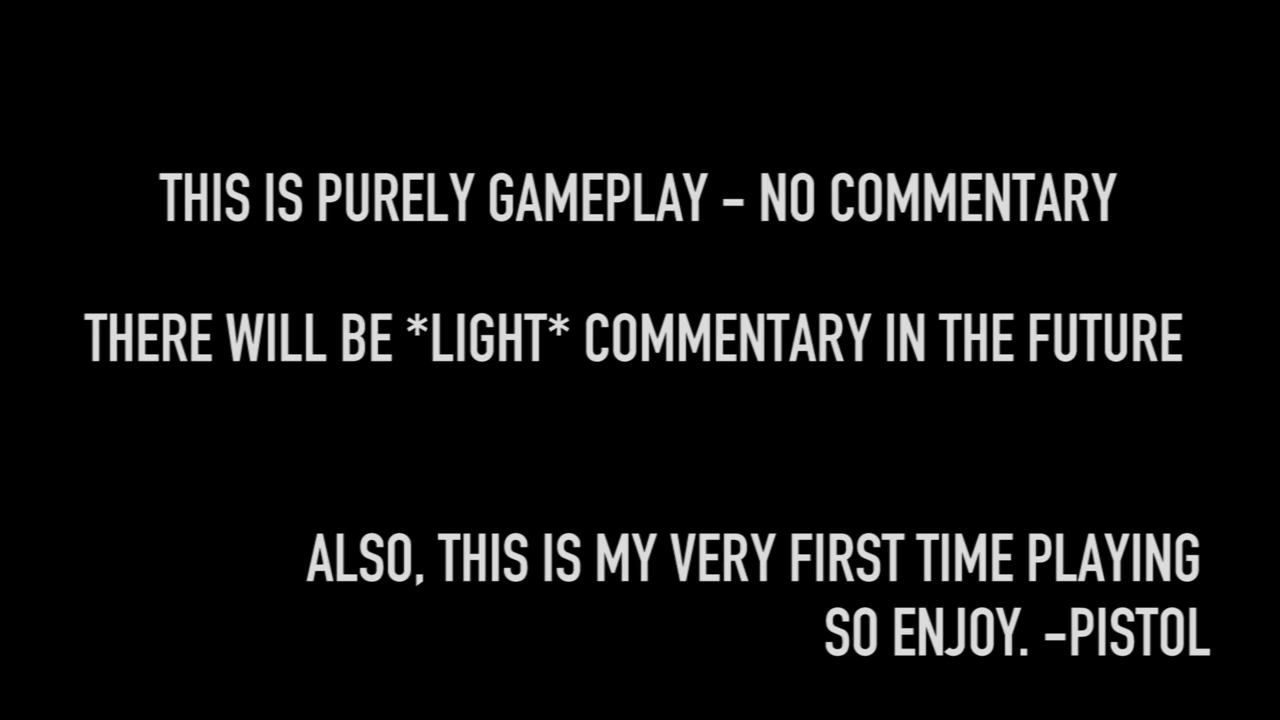 THIS IS PURELY GAMEPLAY - NO COMMENTARY
THERE WILL BE *LIGHT* COMMENTARY IN THE FUTURE
ALSO, THIS IS MY VERY FIRST TIME PLAYING
SO ENJOY. -PISTOL